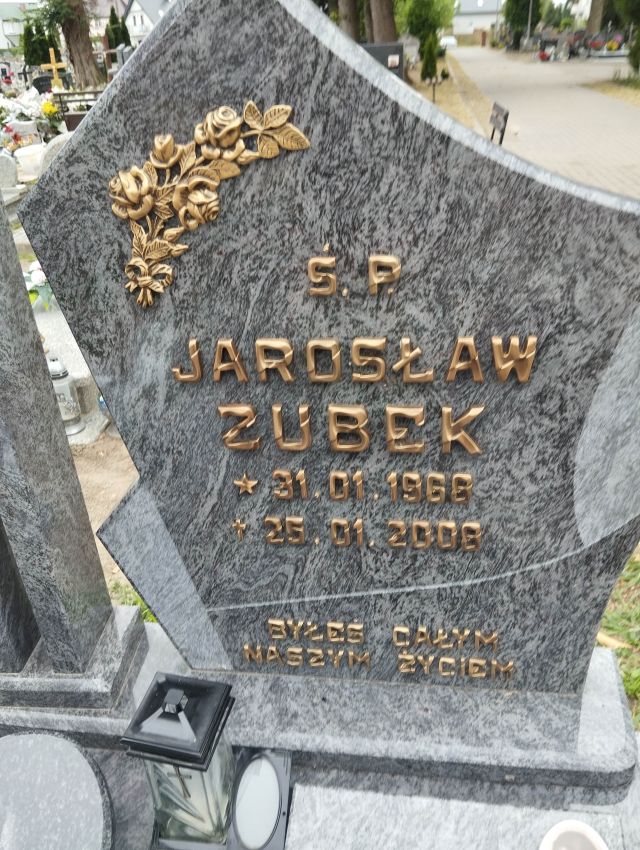 Ś. P.
JAROSŁAW
ZUBEK
★ 31.01.1968
✝ 25.01.2008
BYŁEŚ CAŁYM
NASZYM ŻYCIEM